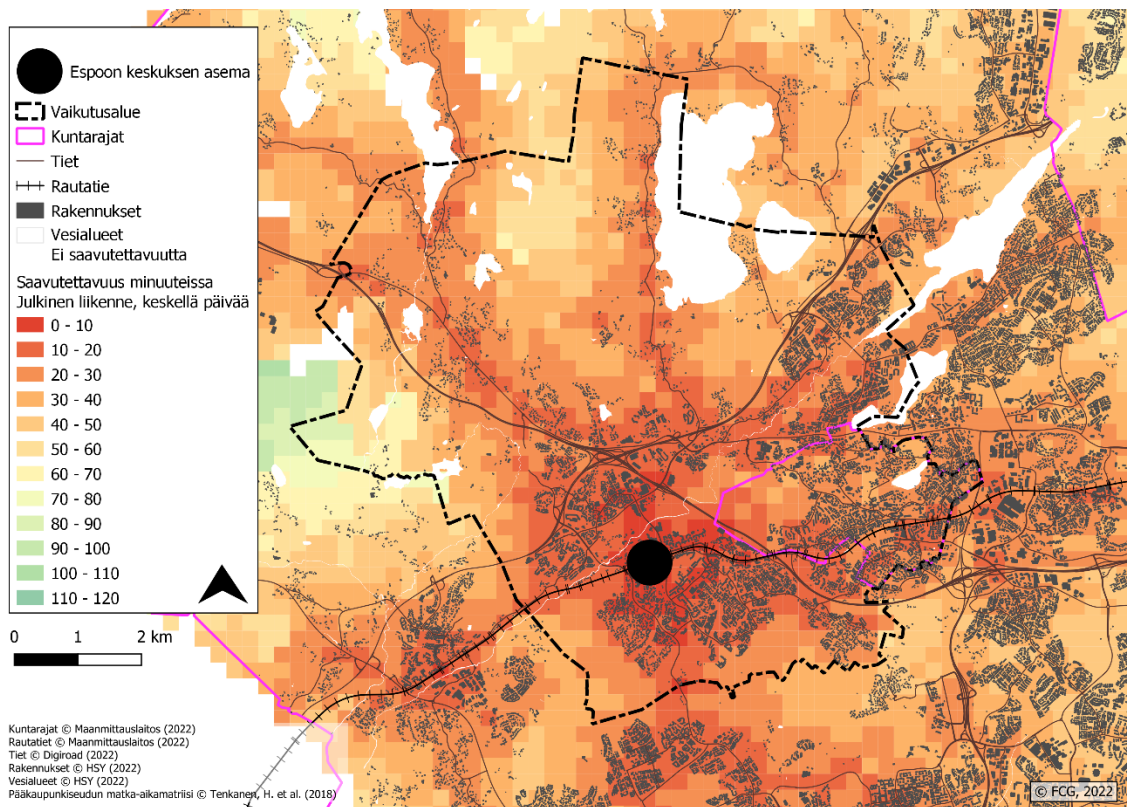 Espoon keskuksen asema
Vaikutusalue
Kuntarajat
Tiet
Rautatie
Rakennukset
Vesialueet
Ei saavutettavuutta
Saavutettavuus minuuteissa
Julkinen liikenne, keskellä päivää
0 - 10
10 - 20
20 - 30
30 - 40
40 - 50
50 - 60
60 - 70
70 - 80
80 - 90
90 - 100
100 - 110
110 - 120
0 1 2 km
Kuntarajat © Maanmittauslaitos (2022)
Rautatiet © Maanmittauslaitos (2022)
Tiet © Digiroad (2022)
Rakennukset © HSY (2022)
Vesialueet © HSY (2022)
Pääkaupunkiseudun matka-aikamatriisi © Tenkanen, H. et al. (2018)
© FCG, 2022